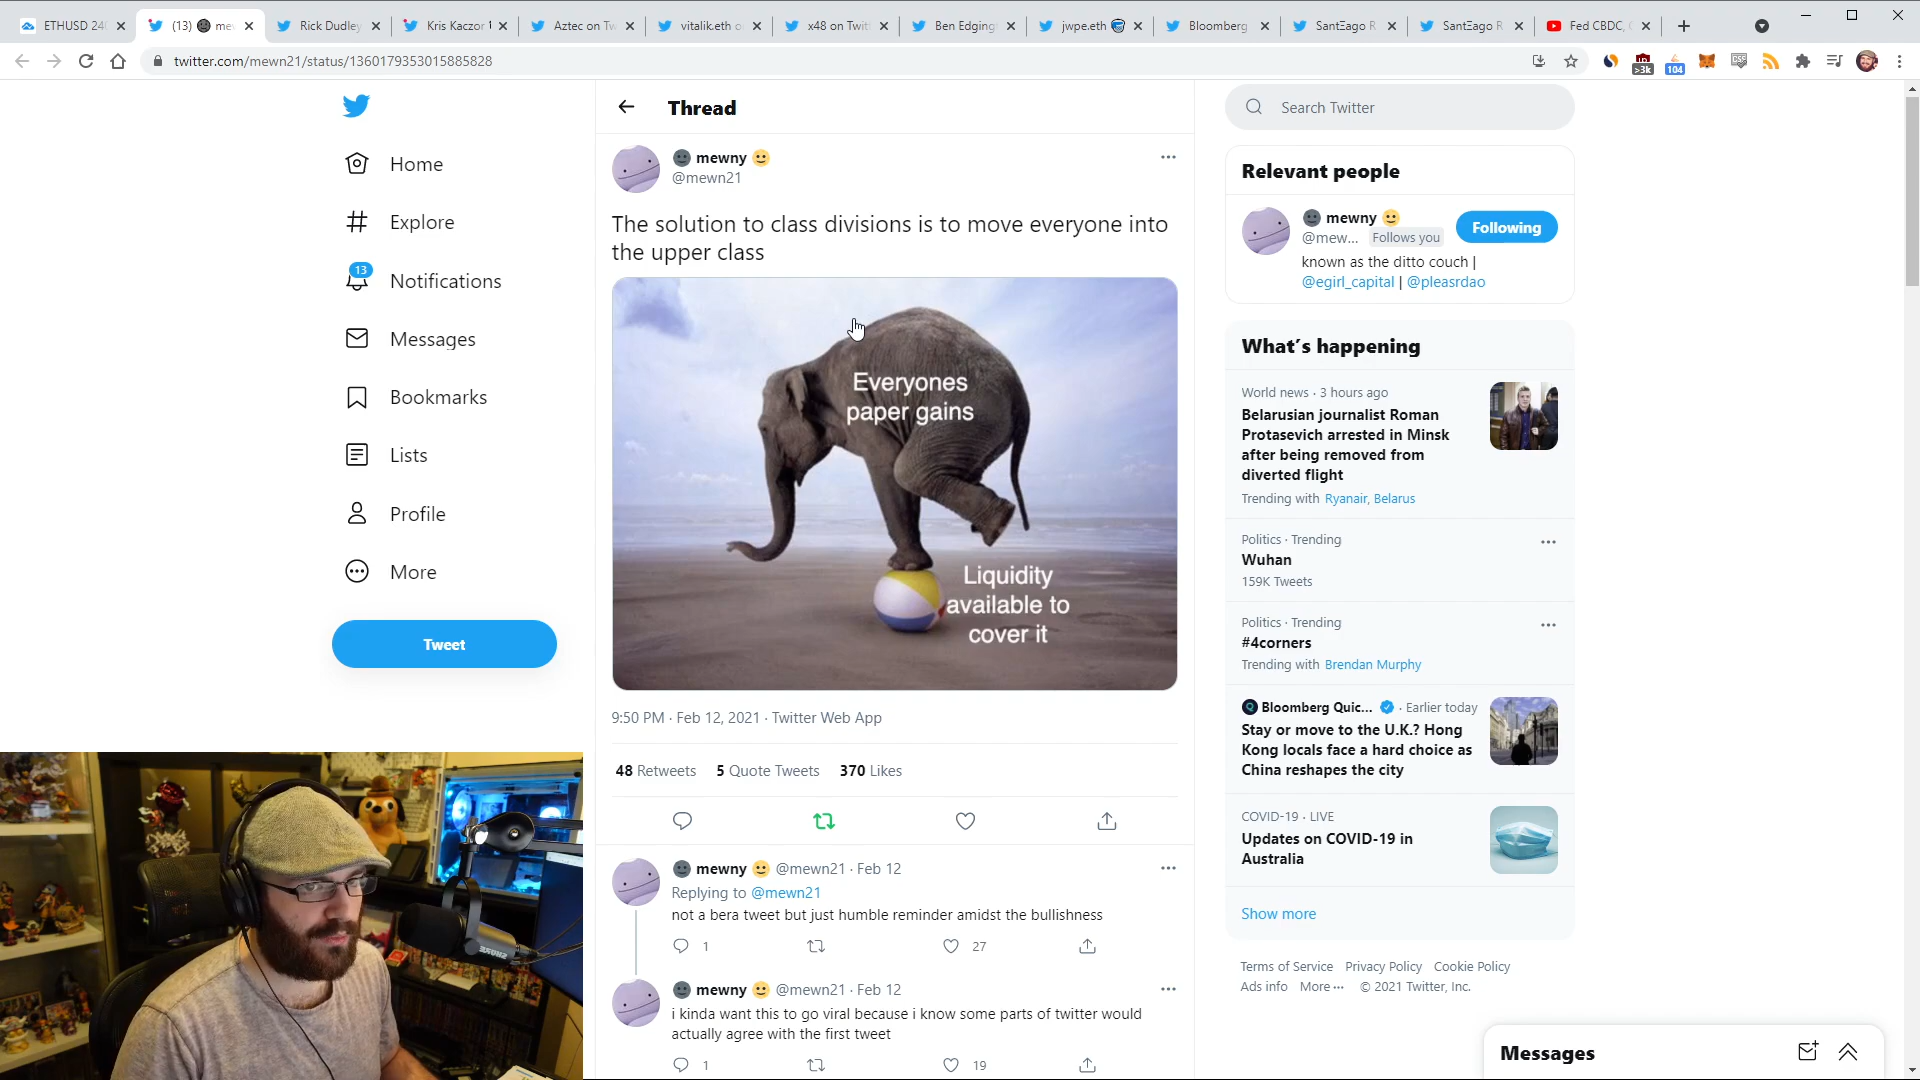 ETHUSD 24
(13) me
Rick Dudley
Kris Kaczor
Aztec on Tw
vitalik.eth o
x48 on Twit
Ben Edging
jwpe.eth
Bloomberg
SantΞago R
SantΞago R
Fed CBDC,
twitter.com/mewn21/status/1360179353015885828
>3k
104
Thread
Search Twitter
Home
Explore
13
Notifications
Messages
Bookmarks
Lists
Profile
More
Tweet
mewny
@mewn21
The solution to class divisions is to move everyone into
the upper class
Everyones
paper gains
Liquidity
available to
cover it
9:50 PM · Feb 12, 2021 · Twitter Web App
48 Retweets 5 Quote Tweets 370 Likes
mewny @mewn21 · Feb 12
Replying to @mewn21
not a bera tweet but just humble reminder amidst the bullishness
1 27
mewny @mewn21 · Feb 12
i kinda want this to go viral because i know some parts of twitter would
actually agree with the first tweet
1 19
Relevant people
mewny
@mew... Follows you
Following
known as the ditto couch |
@egirl_capital | @pleasrdao
What's happening
World news · 3 hours ago
Belarusian journalist Roman
Protasevich arrested in Minsk
after being removed from
diverted flight
Trending with Ryanair, Belarus
Politics · Trending
Wuhan
159K Tweets
Politics · Trending
#4corners
Trending with Brendan Murphy
Bloomberg Quic... · Earlier today
Stay or move to the U.K.? Hong
Kong locals face a hard choice as
China reshapes the city
COVID-19 · LIVE
Updates on COVID-19 in
Australia
Show more
Terms of Service Privacy Policy Cookie Policy
Ads info More ··· © 2021 Twitter, Inc.
Messages